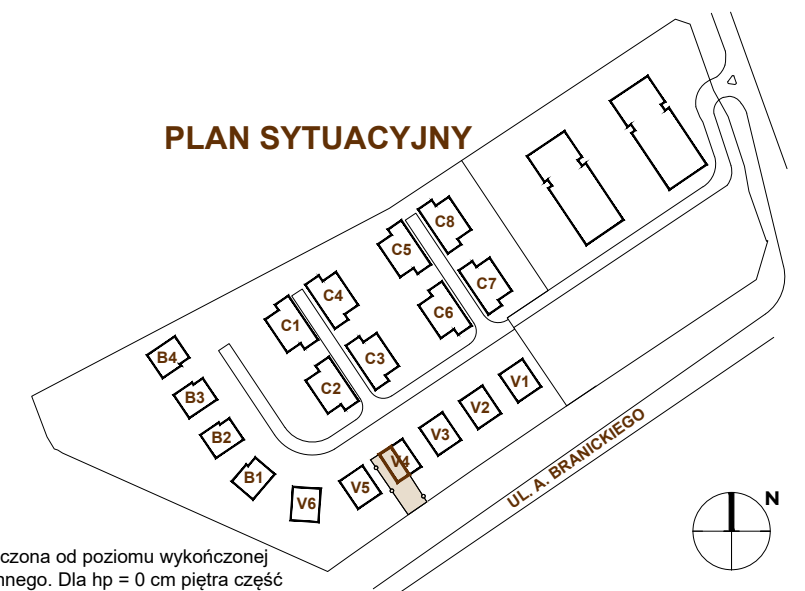 PLAN SYTUACYJNY
C8
C5
C7
C4
C6
C1
C3
B4
C2
V1
B3
V2
V3
B2
V4
B1
V5
V6
UL. A. BRANICKIEGO
N
czona od poziomu wykończonej
nnego. Dla hp = 0 cm piętra część